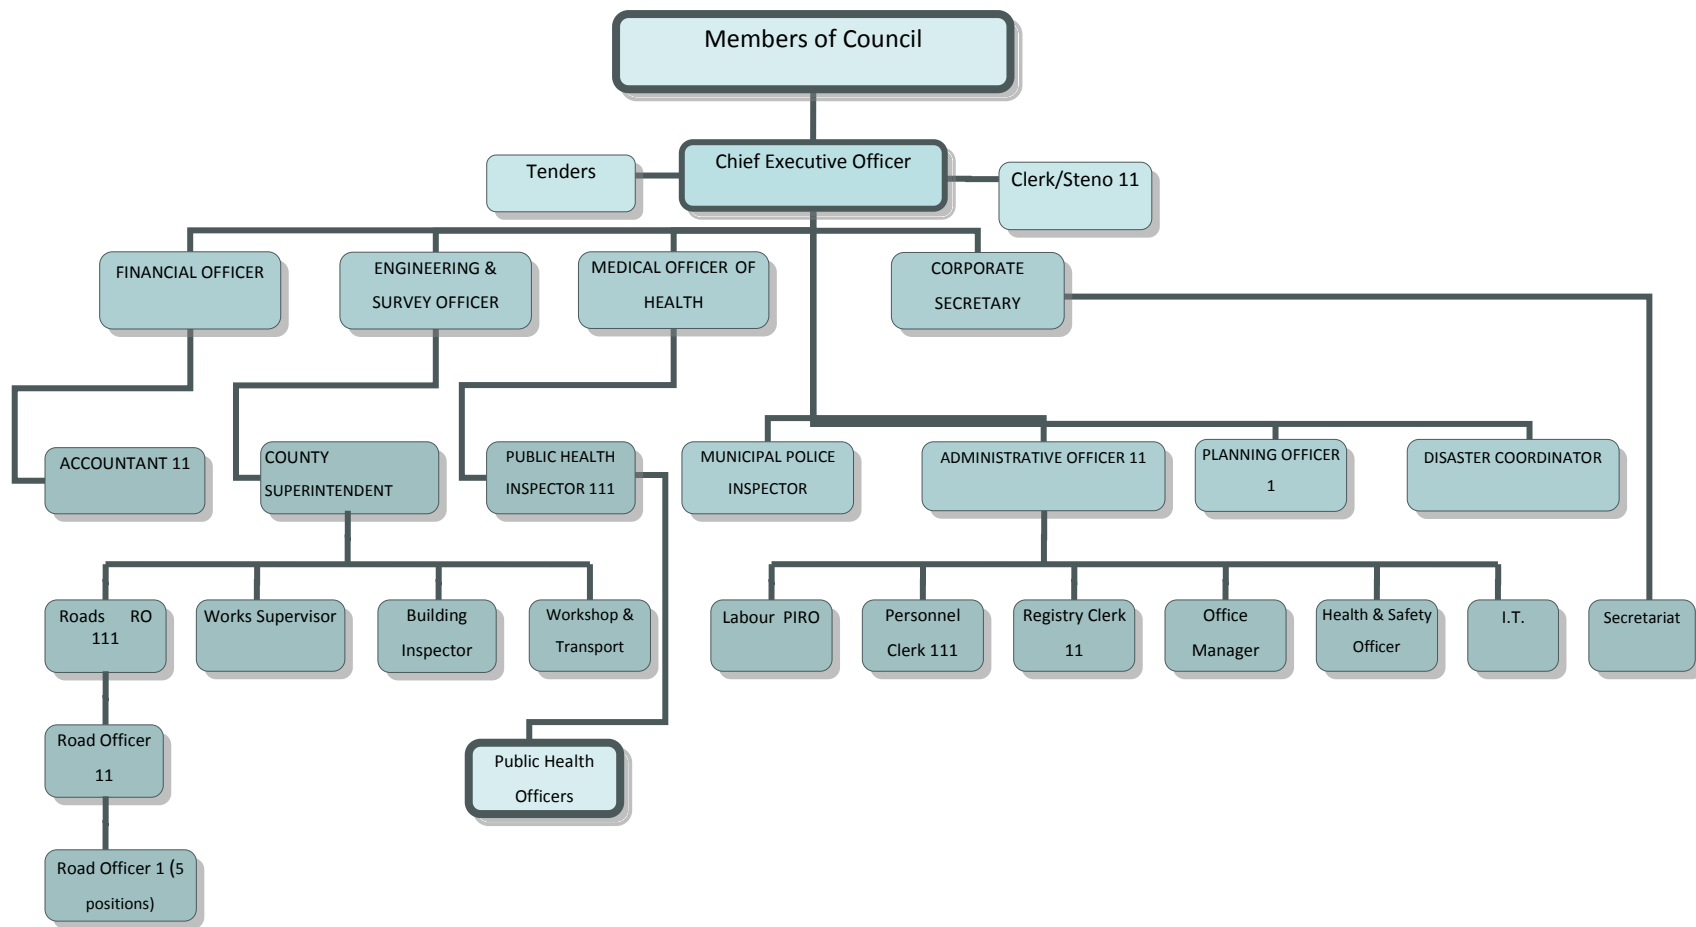 Members of Council
Tenders
Chief Executive Officer
Clerk/Steno 11
FINANCIAL OFFICER
ENGINEERING &
SURVEY OFFICER
MEDICAL OFFICER OF
HEALTH
CORPORATE
SECRETARY
ACCOUNTANT 11
COUNTY
SUPERINTENDENT
PUBLIC HEALTH
INSPECTOR 111
MUNICIPAL POLICE
INSPECTOR
ADMINISTRATIVE OFFICER 11
PLANNING OFFICER
1
DISASTER COORDINATOR
Roads RO
111
Works Supervisor
Building
Inspector
Workshop &
Transport
Labour PIRO
Personnel
Clerk 111
Registry Clerk
11
Office
Manager
Health & Safety
Officer
I.T.
Secretariat
Road Officer
11
Public Health
Officers
Road Officer 1 (5
positions)